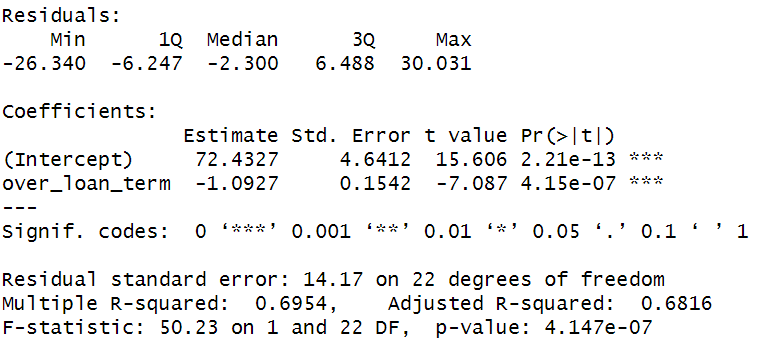 Residuals:
    Min      1Q  Median      3Q     Max
-26.340  -6.247  -2.300   6.488  30.031
Coefficients:
               Estimate Std. Error t value Pr(>|t|)
(Intercept)     72.4327     4.6412  15.606 2.21e-13 ***
over_loan_term  -1.0927     0.1542  -7.087 4.15e-07 ***
---
Signif. codes:  0 ‘***’ 0.001 ‘**’ 0.01 ‘*’ 0.05 ‘.’ 0.1 ‘ ’ 1
Residual standard error: 14.17 on 22 degrees of freedom
Multiple R-squared:  0.6954,    Adjusted R-squared:  0.6816
F-statistic: 50.23 on 1 and 22 DF,  p-value: 4.147e-07